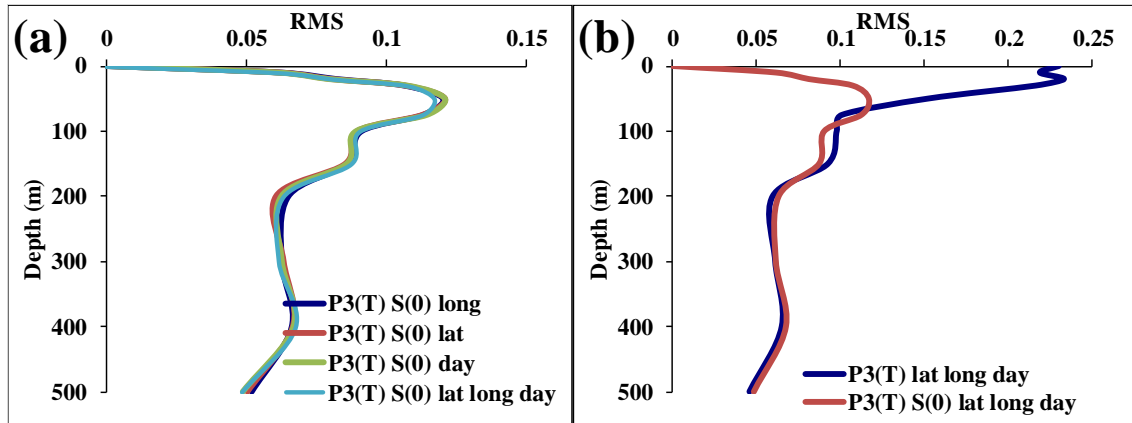 (a)
RMS
0 0.05 0.1 0.15
0
100
200
300
400
500
Depth (m)
P3(T) S(0) long
P3(T) S(0) lat
P3(T) S(0) day
P3(T) S(0) lat long day
(b)
RMS
0 0.05 0.1 0.15 0.2 0.25
0
100
200
300
400
500
Depth (m)
P3(T) lat long day
P3(T) S(0) lat long day